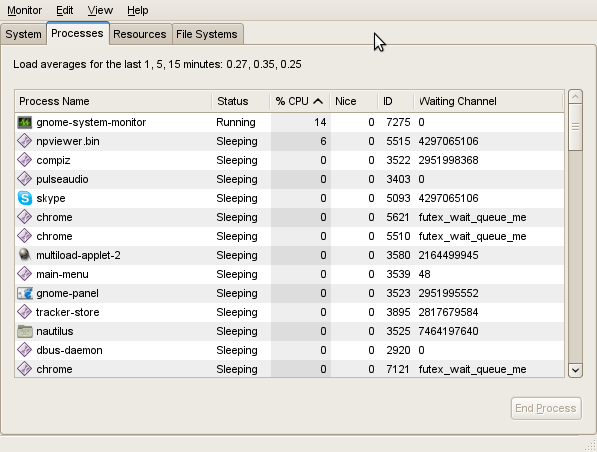 Monitor Edit View Help
System Processes Resources File Systems
Load averages for the last 1, 5, 15 minutes: 0.27, 0.35, 0.25
Process Name Status % CPU Nice ID Waiting Channel
gnome-system-monitor Running 14 0 7275 0
npviewer.bin Sleeping 6 0 5515 4297065106
compiz Sleeping 0 0 3522 2951998368
pulseaudio Sleeping 0 0 3403 0
skype Sleeping 0 0 5093 4297065106
chrome Sleeping 0 0 5621 futex_wait_queue_me
chrome Sleeping 0 0 5510 futex_wait_queue_me
multiload-applet-2 Sleeping 0 0 3580 2164499945
main-menu Sleeping 0 0 3539 48
gnome-panel Sleeping 0 0 3523 2951995552
tracker-store Sleeping 0 0 3895 2817679584
nautilus Sleeping 0 0 3525 7464197640
dbus-daemon Sleeping 0 0 2920 0
chrome Sleeping 0 0 7121 futex_wait_queue_me
End Process